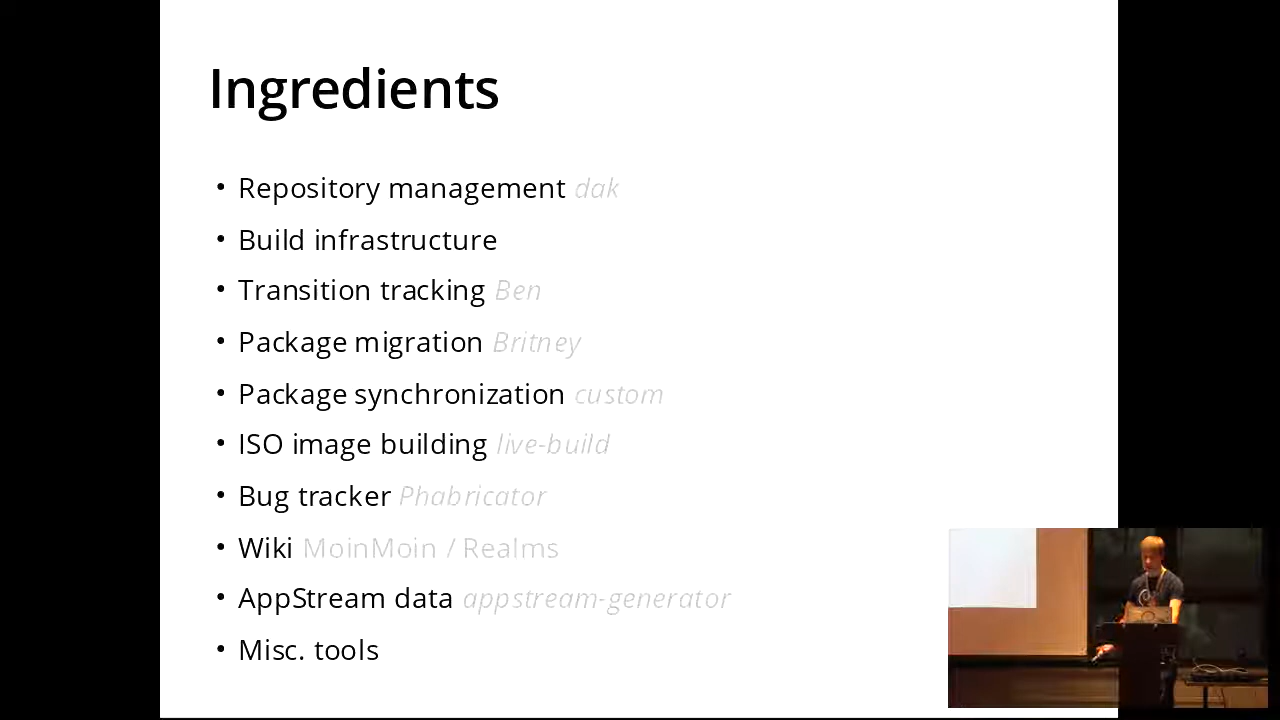 Ingredients
• Repository management dak
• Build infrastructure
• Transition tracking Ben
• Package migration Britney
• Package synchronization custom
• ISO image building live-build
• Bug tracker Phabricator
• Wiki MoinMoin / Realms
• AppStream data appstream-generator
• Misc. tools